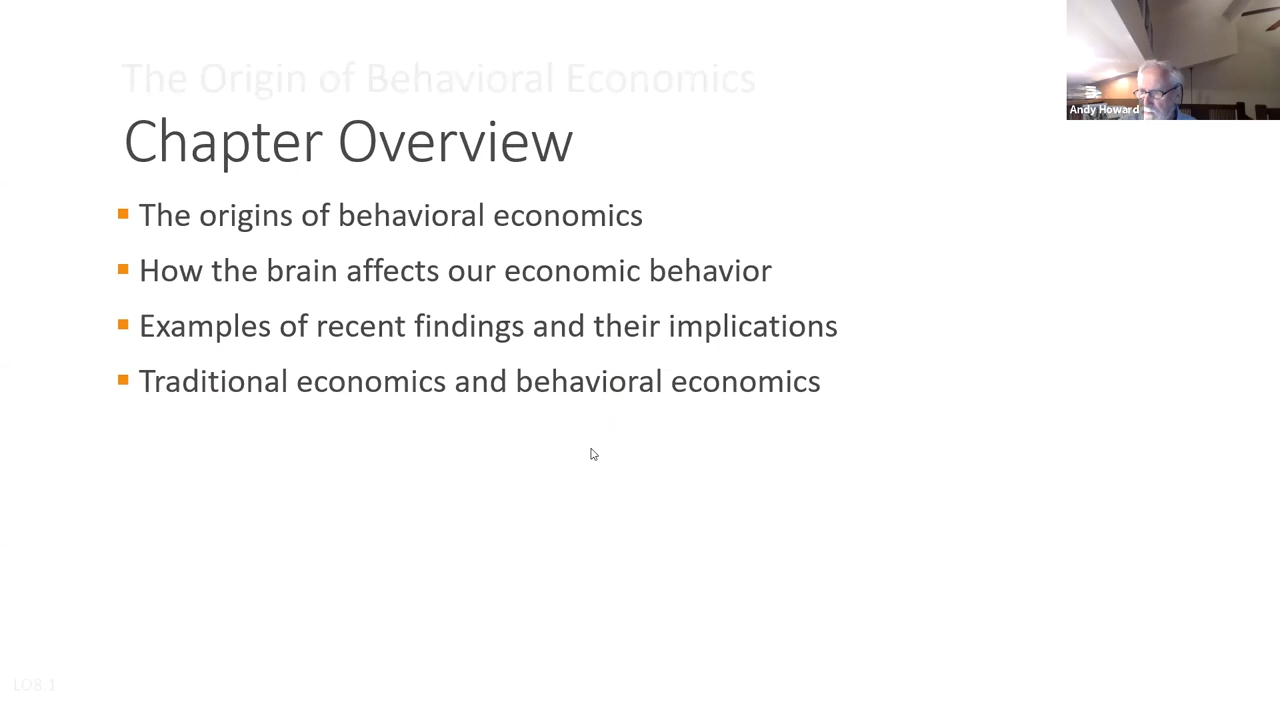 The Origin of Behavioral Economics
Andy Howard
Chapter Overview
The origins of behavioral economics
How the brain affects our economic behavior
Examples of recent findings and their implications
Traditional economics and behavioral economics
LO8.1